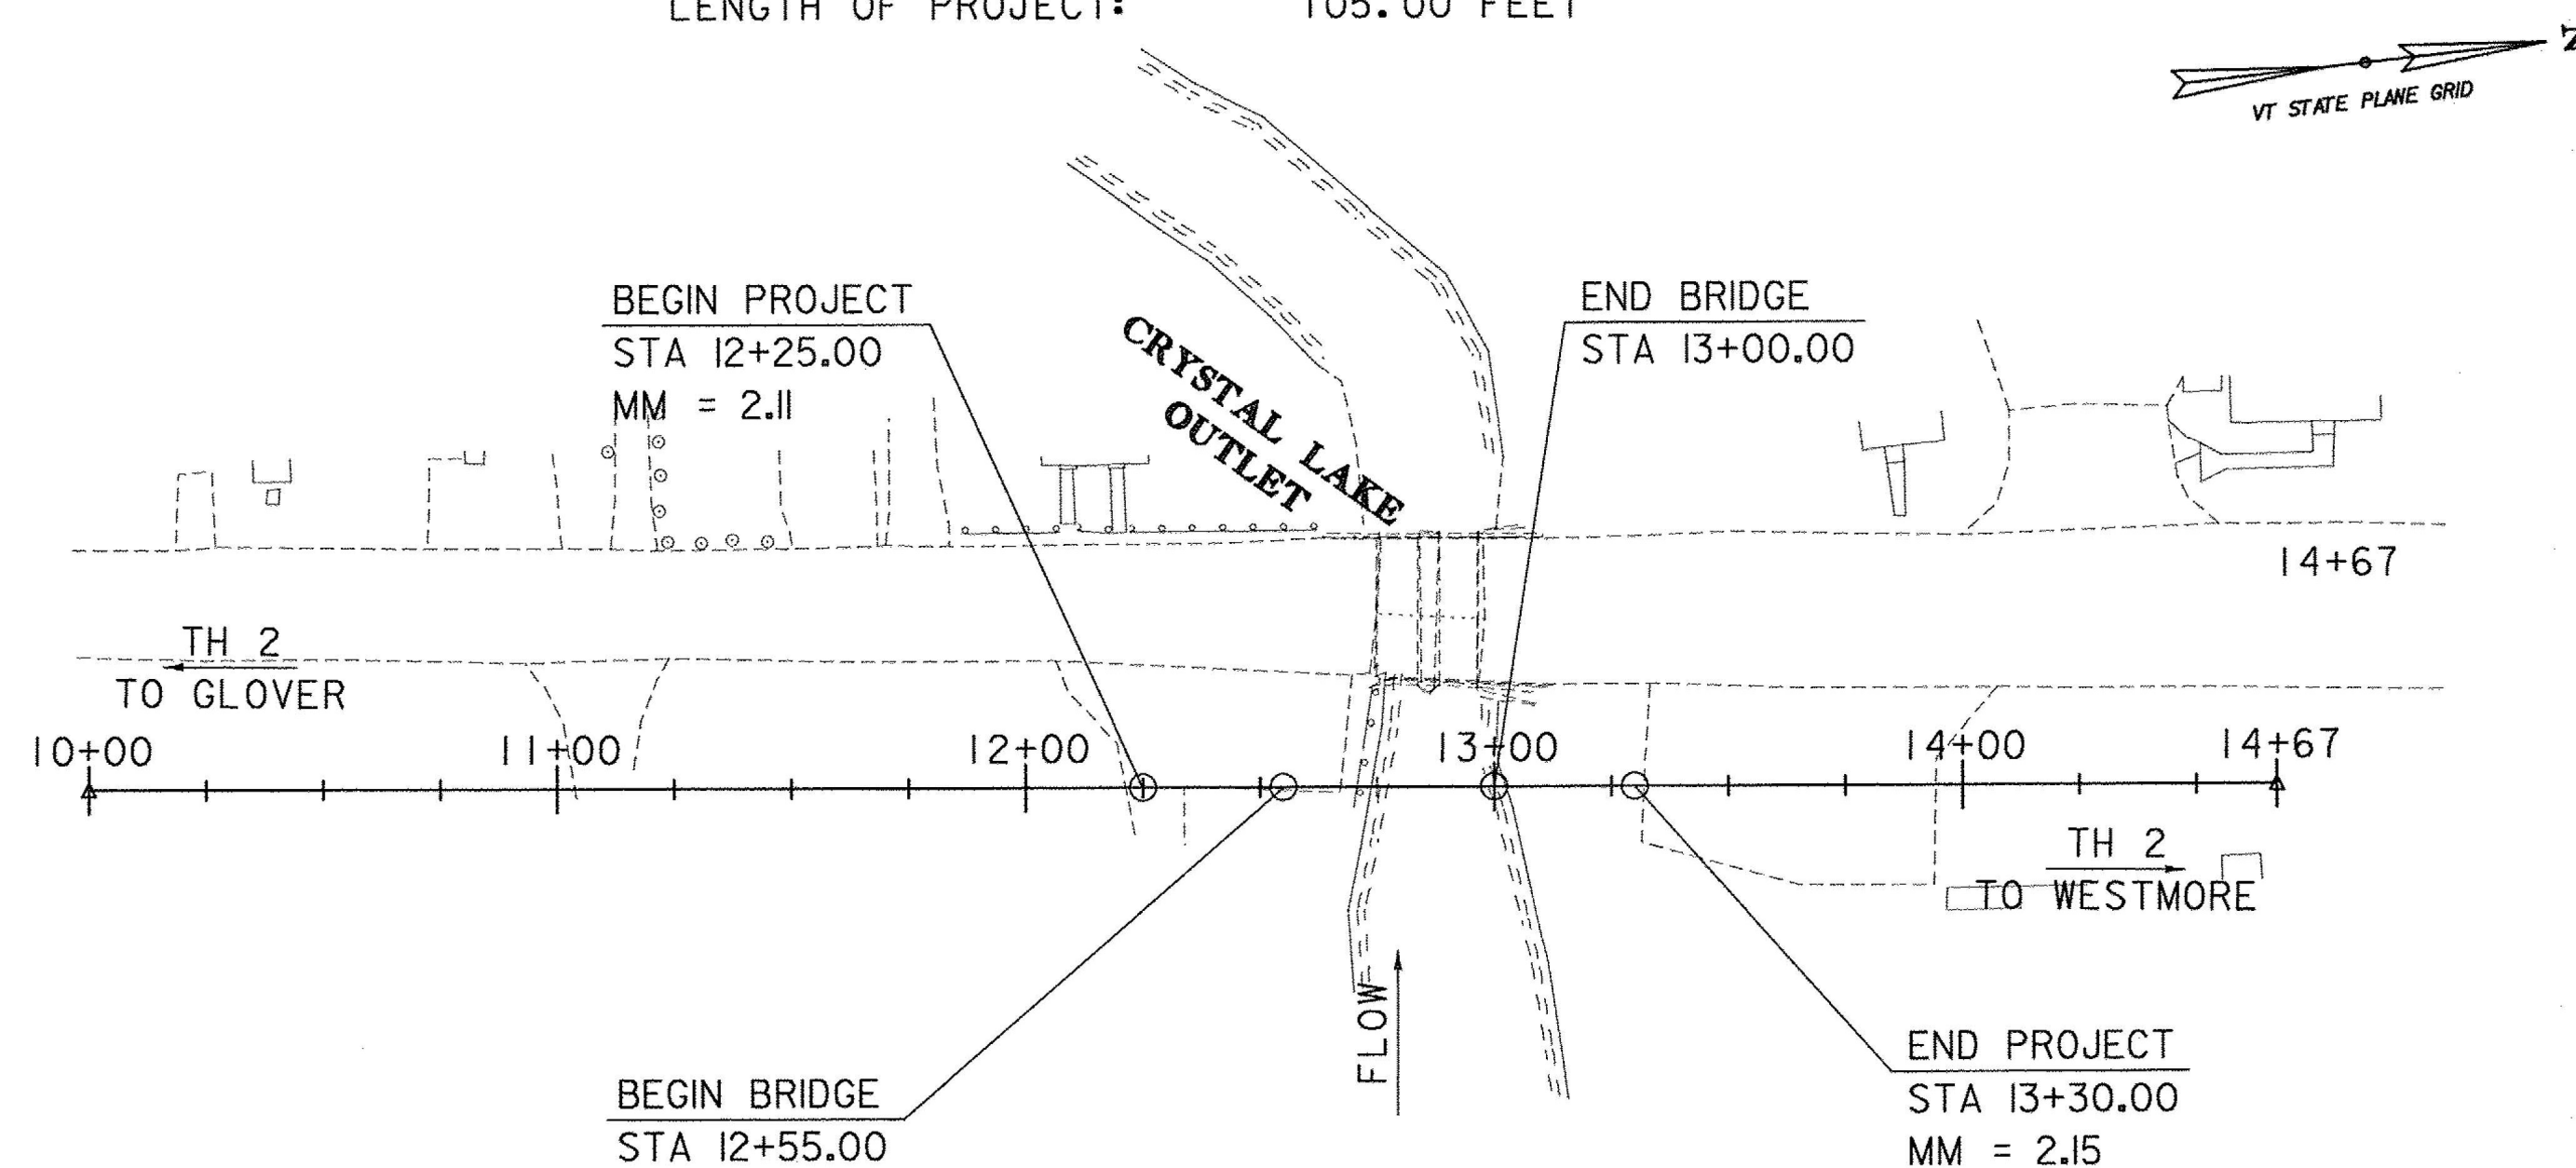 LENGTH OF PROJECT: 105.00 FEET
VT STATE PLANE GRID
BEGIN PROJECT
STA 12+25.00
MM = 2.11
END BRIDGE
STA 13+00.00
CRYSTAL LAKE
OUTLET
14+67
TH 2
TO GLOVER
10+00
11+00
12+00
13+00
14+00
14+67
TH 2
TO WESTMORE
FLOW
BEGIN BRIDGE
STA 12+55.00
END PROJECT
STA 13+30.00
MM = 2.15